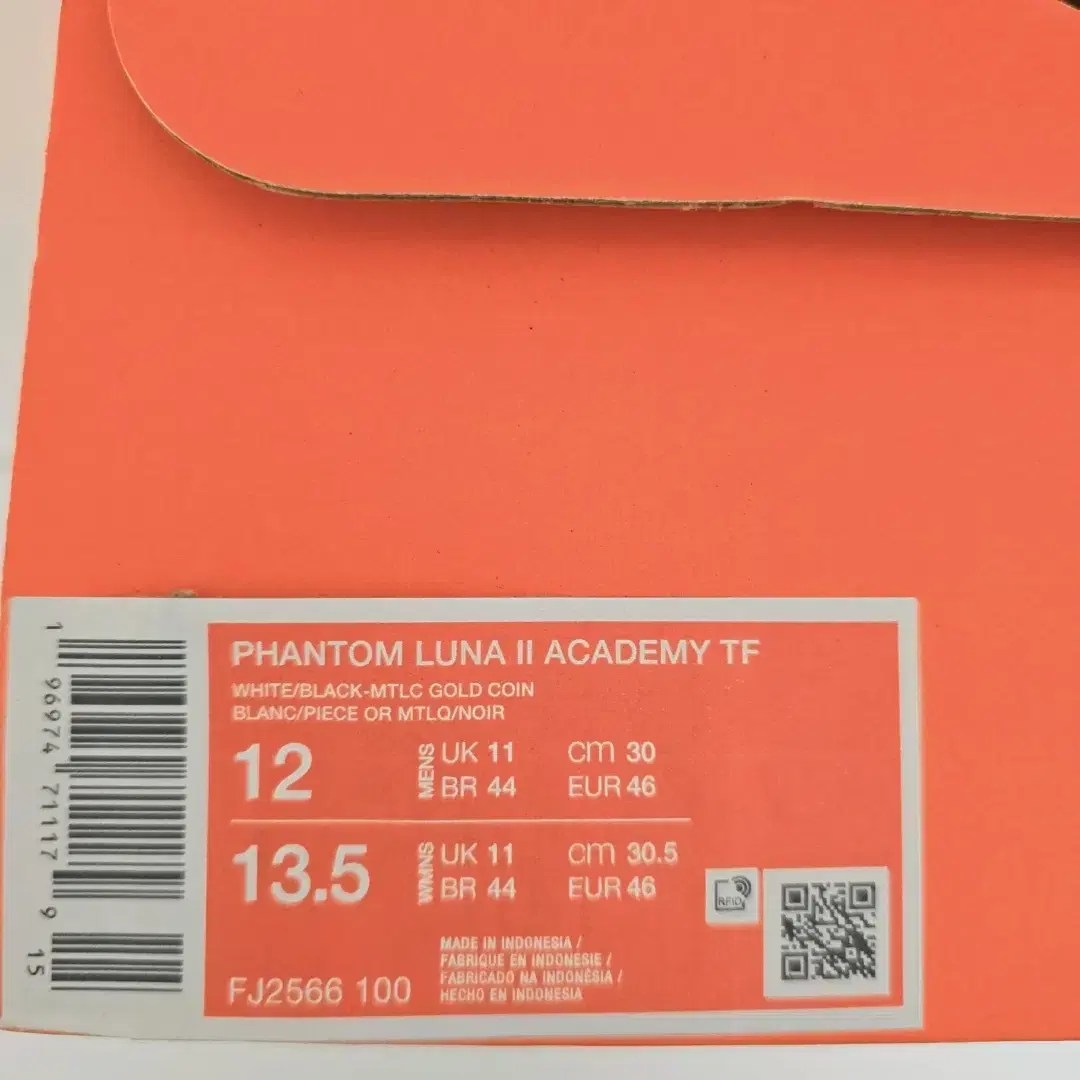 PHANTOM LUNA II ACADEMY TF
WHITE/BLACK-MTLC GOLD COIN
BLANC/PIECE OR MTLQ/NOIR
12 MENS UK 11 cm 30
BR 44 EUR 46
13.5 WMNS UK 11 cm 30.5
BR 44 EUR 46
MADE IN INDONESIA /
FABRIQUE EN INDONÉSIE /
FABRICADO NA INDONÉSIA /
HECHO EN INDONESIA
FJ2566 100
RFID
1 96974 71117 9 15